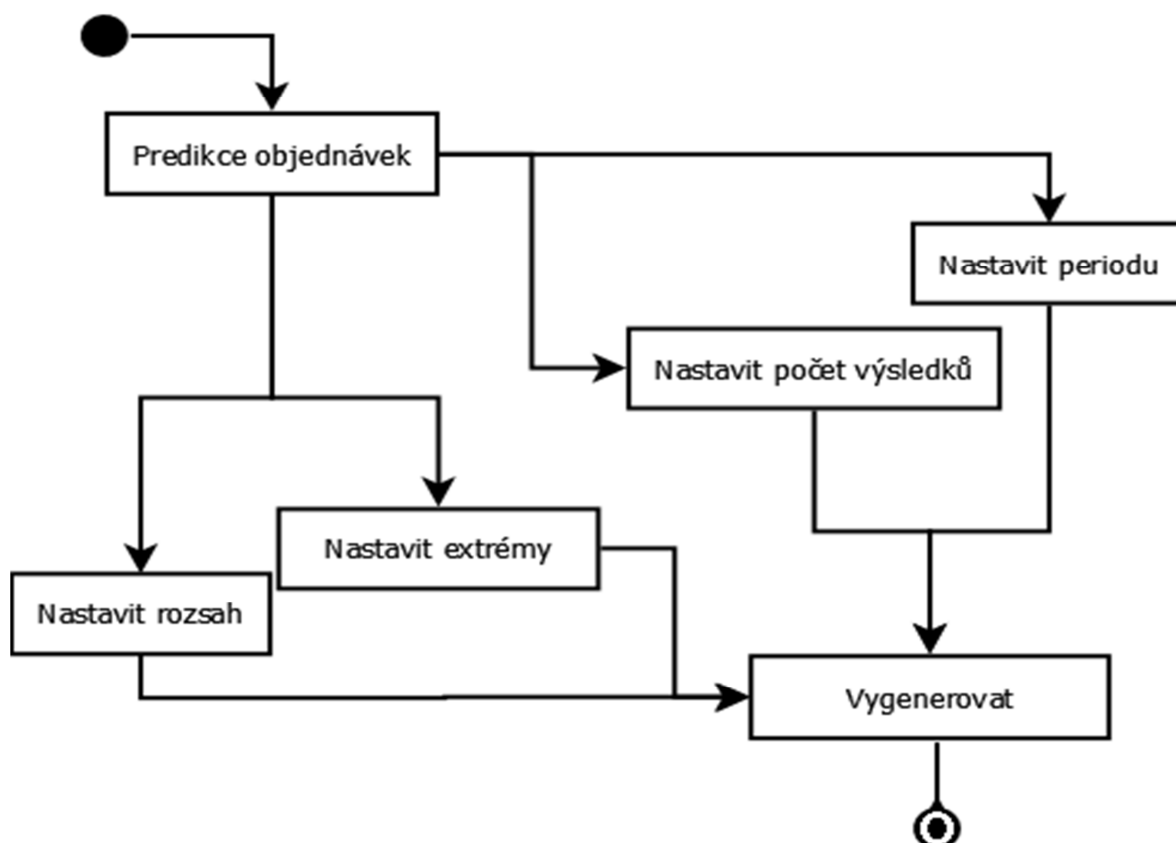 Predikce objednávek
Nastavit periodu
Nastavit počet výsledků
Nastavit extrémy
Nastavit rozsah
Vygenerovat